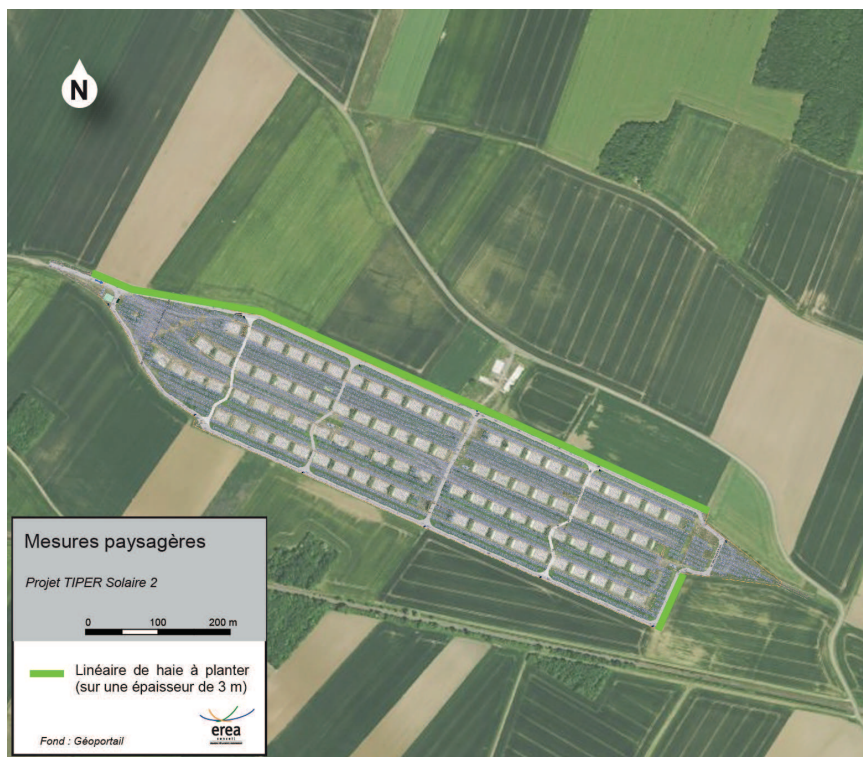 N
Mesures paysagères
Projet TIPER Solaire 2
0 100 200 m
Linéaire de haie à planter
(sur une épaisseur de 3 m)
erea
conseil
Fond : Géoportail